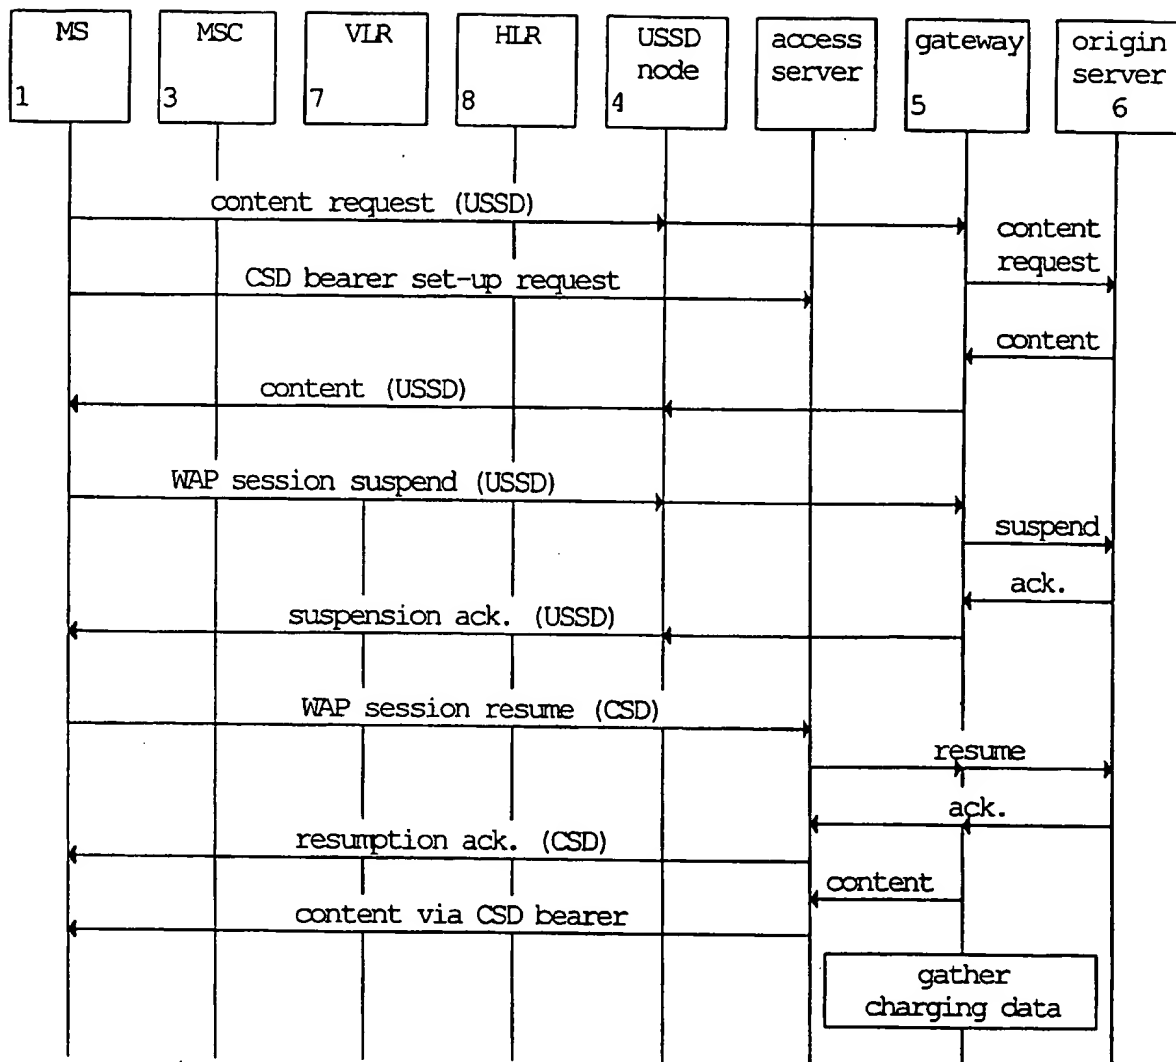 MS
1
MSC
3
VLR
7
HLR
8
USSD
node
4
access
server
gateway
5
origin
server
6
content request (USSD)
content
request
CSD bearer set-up request
content
content (USSD)
WAP session suspend (USSD)
suspend
ack.
suspension ack. (USSD)
WAP session resume (CSD)
resume
ack.
resumption ack. (CSD)
content
content via CSD bearer
gather
charging data